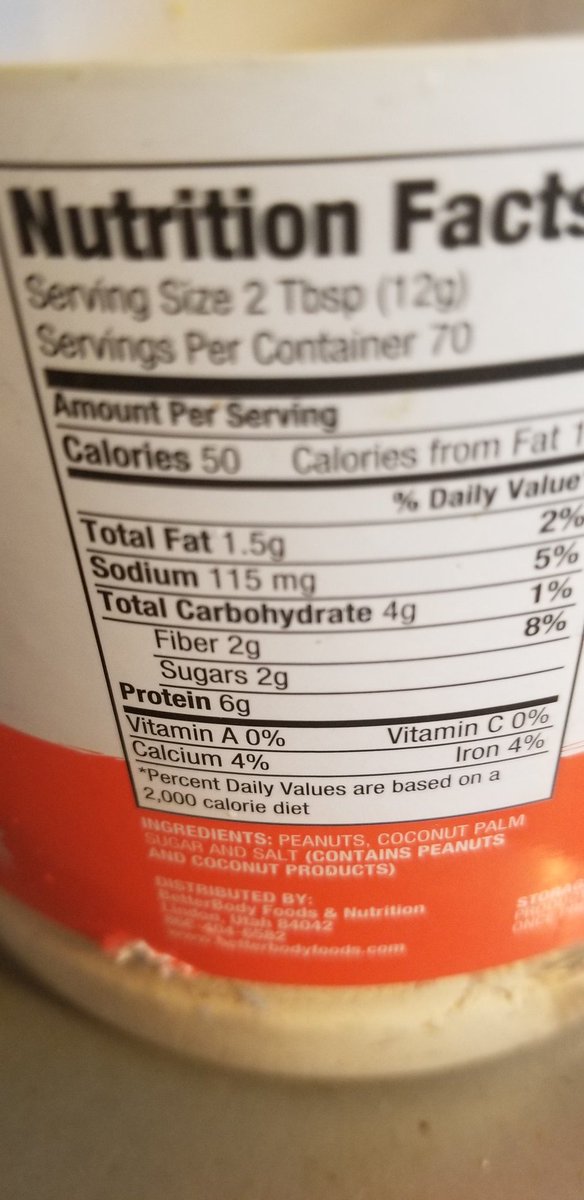 Nutrition Facts
Serving Size 2 Tbsp (12g)
Servings Per Container 70
Amount Per Serving
Calories 50 Calories from Fat
% Daily Value
Total Fat 1.5g 2%
Sodium 115 mg 5%
Total Carbohydrate 4g 1%
Fiber 2g 8%
Sugars 2g
Protein 6g
Vitamin A 0% Vitamin C 0%
Calcium 4% Iron 4%
*Percent Daily Values are based on a
2,000 calorie diet
INGREDIENTS: PEANUTS, COCONUT PALM
SUGAR AND SALT (CONTAINS PEANUTS
AND COCONUT PRODUCTS)
DISTRIBUTED BY:
BetterBody Foods & Nutrition
Lindon, Utah 84042
www.betterbodyfoods.com